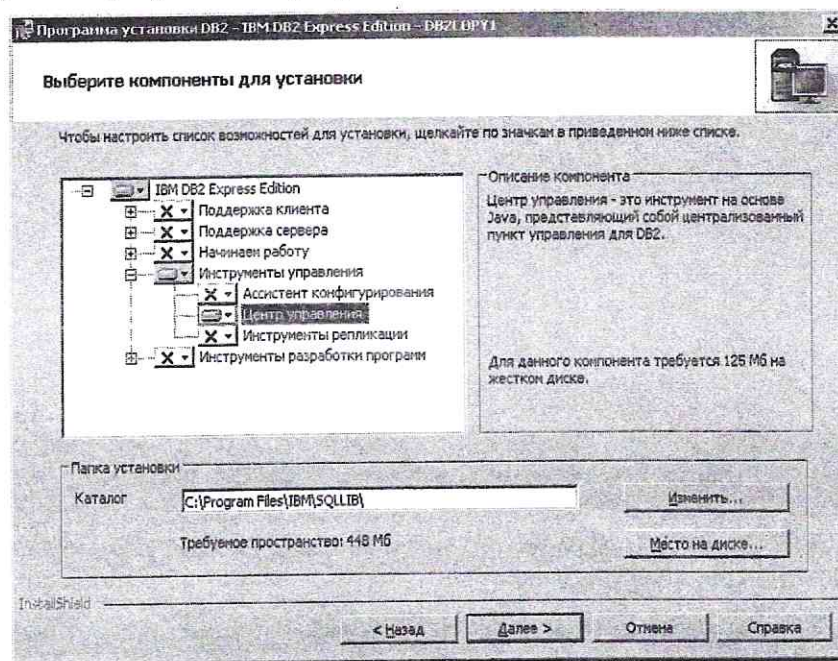 Программа установки DB2 - IBM DB2 Express Edition - DB2COPY1
Выберите компоненты для установки
Чтобы настроить список возможностей для установки, щелкайте по значкам в приведенном ниже списке.
IBM DB2 Express Edition
Поддержка клиента
Поддержка сервера
Начинаем работу
Инструменты управления
Ассистент конфигурирования
Центр управления
Инструменты репликации
Инструменты разработки программ
Описание компонента
Центр управления - это инструмент на основе
Java, представляющий собой централизованный
пункт управления для DB2.
Для данного компонента требуется 125 Мб на
жестком диске.
Папка установки
Каталог
C:\Program Files\IBM\SQLLIB\
Изменить...
Требуемое пространство: 448 Мб
Место на диске...
InstallShield
< Назад
Далее >
Отмена
Справка